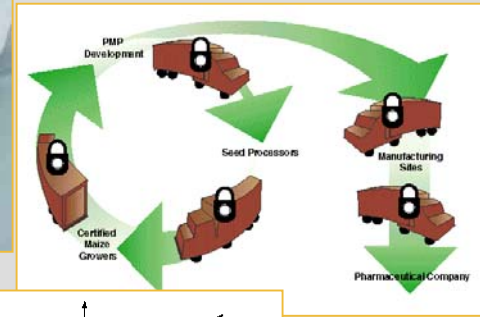 PMP
Development
Seed Processors
Manufacturing
Sites
Certified
Maize
Growers
Pharmaceutical Company